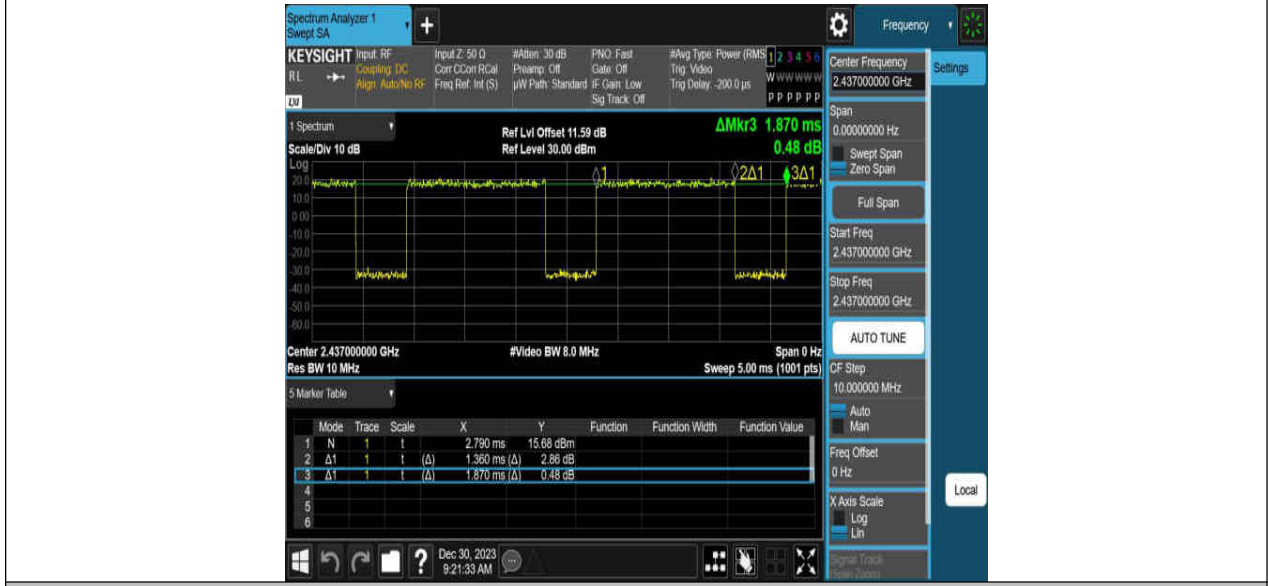 Spectrum Analyzer 1
Swept SA
+
Frequency
KEYSIGHT
RL
Input: RF
Coupling: DC
Align: Auto/No RF
Input Z: 50 Ω
Corr CCorr RCal
Freq Ref: Int (S)
#Atten: 30 dB
Preamp: Off
µW Path: Standard
PNO: Fast
Gate: Off
IF Gain: Low
Sig Track: Off
#Avg Type: Power (RMS
Trig: Video
Trig Delay: -200.0 µs
1 2 3 4 5 6
W W W W W W
P P P P P P
Center Frequency
2.437000000 GHz
Settings
1 Spectrum
Scale/Div 10 dB
Ref Lvl Offset 11.59 dB
Ref Level 30.00 dBm
ΔMkr3 1.870 ms
0.48 dB
Log
20.0
10.0
0.00
-10.0
-20.0
-30.0
-40.0
-50.0
-60.0
1
2Δ1
3Δ1
Center 2.437000000 GHz
Res BW 10 MHz
#Video BW 8.0 MHz
Span 0 Hz
Sweep 5.00 ms (1001 pts)
Span
0.00000000 Hz
Swept Span
Zero Span
Full Span
Start Freq
2.437000000 GHz
Stop Freq
2.437000000 GHz
AUTO TUNE
CF Step
10.000000 MHz
Auto
Man
Freq Offset
0 Hz
X Axis Scale
Log
Lin
Signal Track
(Span Zoom)
Local
5 Marker Table
Mode Trace Scale X Y Function Function Width Function Value
1 N 1 t 2.790 ms 15.68 dBm
2 Δ1 1 t (Δ) 1.360 ms (Δ) 2.86 dB
3 Δ1 1 t (Δ) 1.870 ms (Δ) 0.48 dB
4
5
6
?
Dec 30, 2023
9:21:33 AM